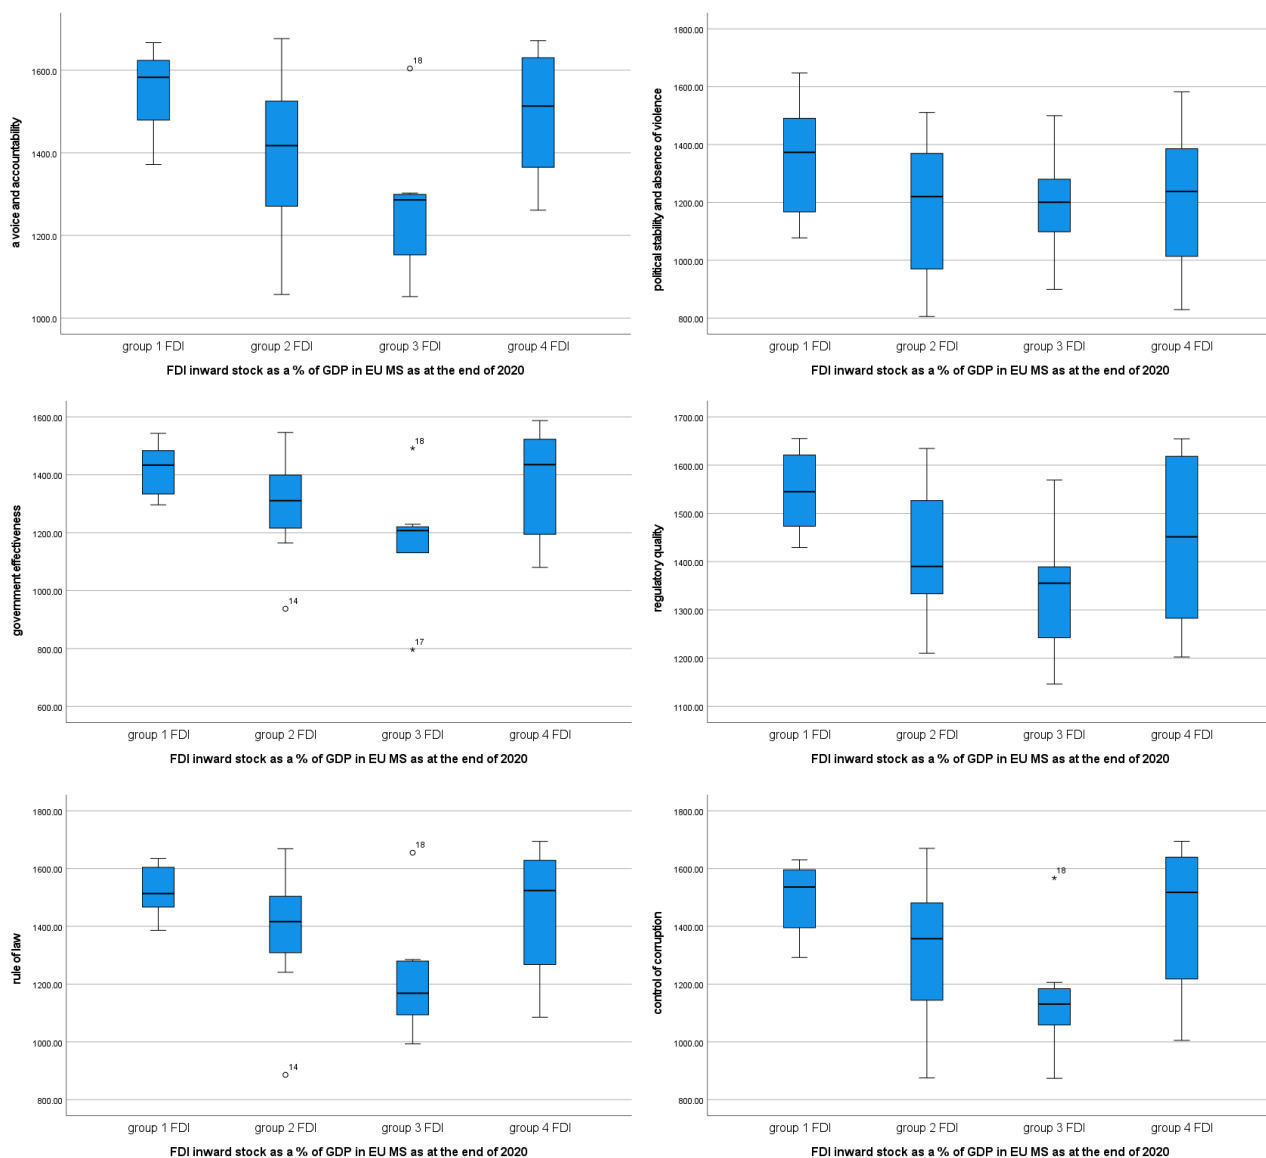 a voice and accountability
1600.0
1400.0
1200.0
1000.0
18
group 1 FDI group 2 FDI group 3 FDI group 4 FDI
FDI inward stock as a % of GDP in EU MS as at the end of 2020
political stability and absence of violence
1800.00
1600.00
1400.00
1200.00
1000.00
800.00
group 1 FDI group 2 FDI group 3 FDI group 4 FDI
FDI inward stock as a % of GDP in EU MS as at the end of 2020
government effectiveness
1600.00
1400.00
1200.00
1000.00
800.00
600.00
18
14
17
group 1 FDI group 2 FDI group 3 FDI group 4 FDI
FDI inward stock as a % of GDP in EU MS as at the end of 2020
regulatory quality
1700.00
1600.00
1500.00
1400.00
1300.00
1200.00
1100.00
group 1 FDI group 2 FDI group 3 FDI group 4 FDI
FDI inward stock as a % of GDP in EU MS as at the end of 2020
rule of law
1800.00
1600.00
1400.00
1200.00
1000.00
800.00
18
14
group 1 FDI group 2 FDI group 3 FDI group 4 FDI
FDI inward stock as a % of GDP in EU MS as at the end of 2020
control of corruption
1800.00
1600.00
1400.00
1200.00
1000.00
800.00
18
group 1 FDI group 2 FDI group 3 FDI group 4 FDI
FDI inward stock as a % of GDP in EU MS as at the end of 2020